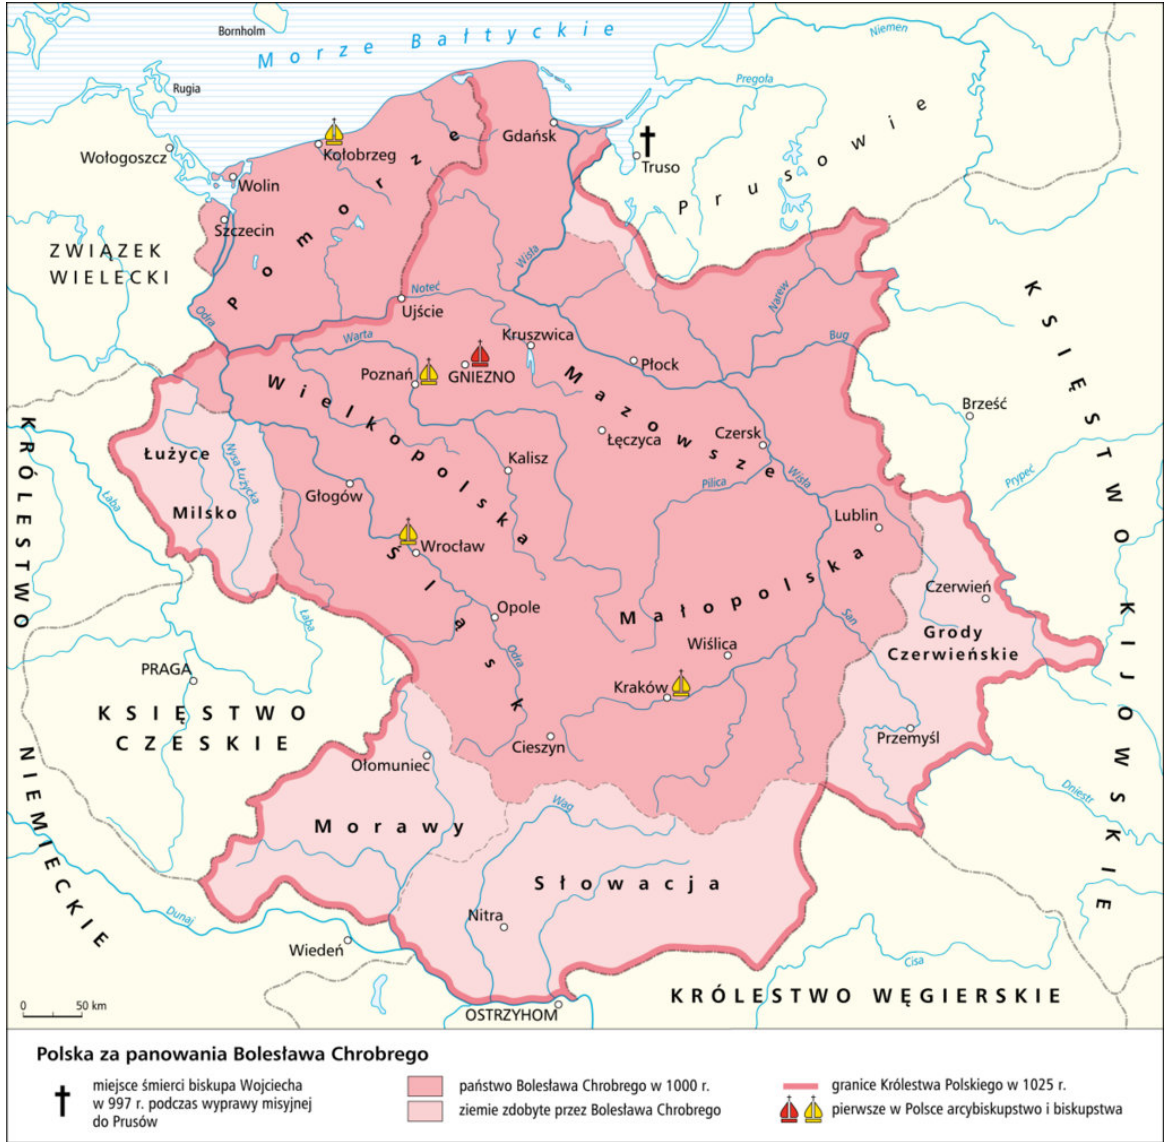 Bornholm
Morze Bałtyckie
Niemen
Rugia
Pregoła
Wołogoszcz
Kołobrzeg
Gdańsk
Truso
Prusowie
Wolin
Szczecin
Pomorze
ZWIĄZEK
WIELECKI
Wisła
Odra
Noteć
Ujście
Narew
Warta
Kruszwica
Bug
Poznań
GNIEZNO
Płock
Wielkopolska
Mazowsze
Brześć
KSIĘSTWO KIJOWSKIE
KRÓLESTWO NIEMIECKIE
Łużyce
Nysa Łużycka
Łęczyca
Czersk
Kalisz
Głogów
Pilica
Wisła
Prypeć
Łaba
Milsko
Lublin
Wrocław
Śląsk
Małopolska
Czerwień
Łaba
Opole
San
Grody
Czerwieńskie
Wiślica
Odra
PRAGA
Kraków
KSIĘSTWO
CZESKIE
Cieszyn
Przemyśl
Ołomuniec
Dniestr
Wag
Morawy
Słowacja
Nitra
Dunaj
Wiedeń
Cisa
KRÓLESTWO WĘGIERSKIE
OSTRZYHOM
0 50 km
Polska za panowania Bolesława Chrobrego
miejsce śmierci biskupa Wojciecha
w 997 r. podczas wyprawy misyjnej
do Prusów
państwo Bolesława Chrobrego w 1000 r.
ziemie zdobyte przez Bolesława Chrobrego
granice Królestwa Polskiego w 1025 r.
pierwsze w Polsce arcybiskupstwo i biskupstwa